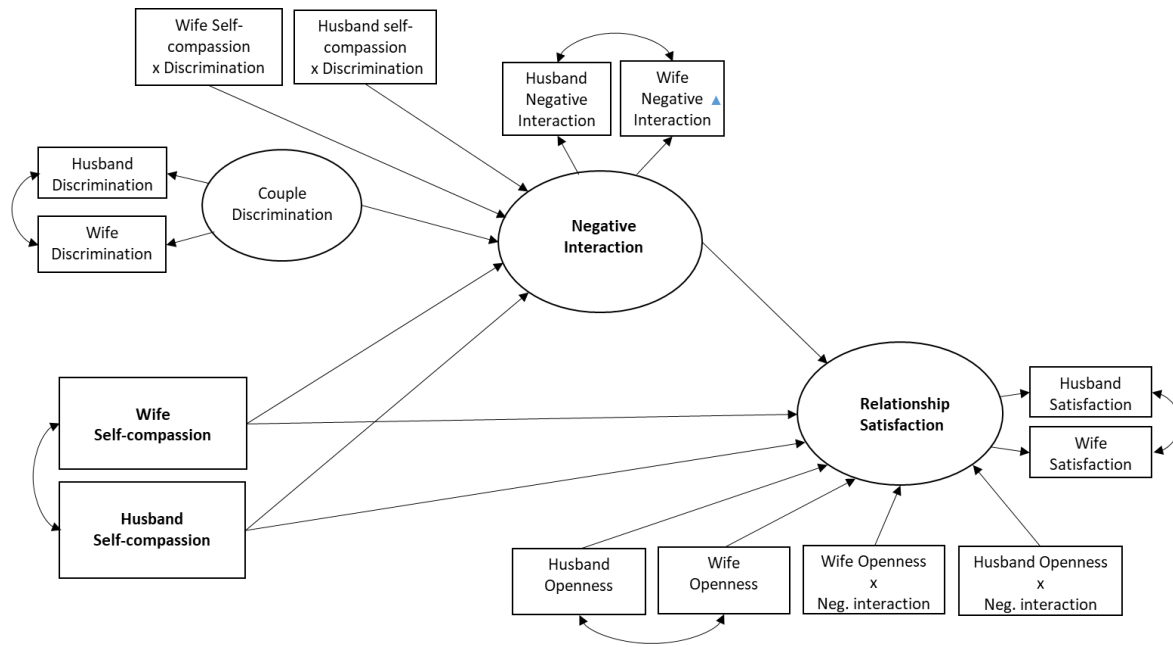 Wife Self-
compassion
x Discrimination
Husband self-
compassion
x Discrimination
Husband
Negative
Interaction
Wife
Negative
Interaction
Husband
Discrimination
Wife
Discrimination
Couple
Discrimination
Negative
Interaction
Wife
Self-compassion
Husband
Self-compassion
Relationship
Satisfaction
Husband
Satisfaction
Wife
Satisfaction
Husband
Openness
Wife
Openness
Wife Openness
x
Neg. interaction
Husband Openness
x
Neg. interaction